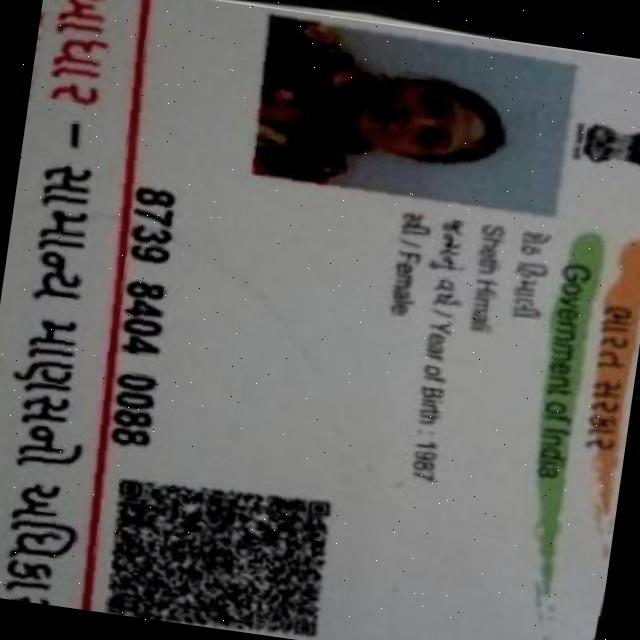 ભારત સરકાર
Government of India
શેઠ
Sheth
જન્મનું વર્ષ / Year of Birth : 1987
સ્ત્રી / Female
8739 8404 0088
આધાર – સામાન્ય માણસનો અધિકાર